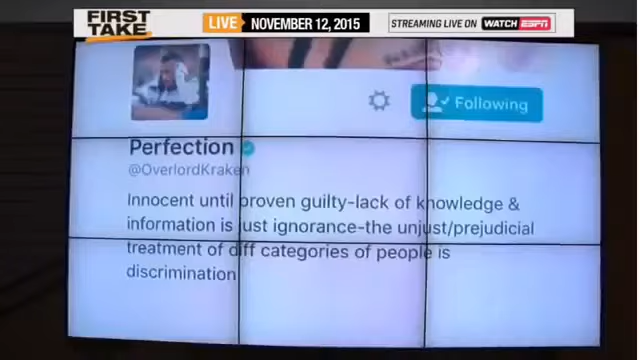 FIRST TAKE
LIVE NOVEMBER 12, 2015
STREAMING LIVE ON WATCH ESPN
Following
Perfection
@OverlordKraken
Innocent until proven guilty-lack of knowledge &
information is just ignorance-the unjust/prejudicial
treatment of diff categories of people is
discrimination